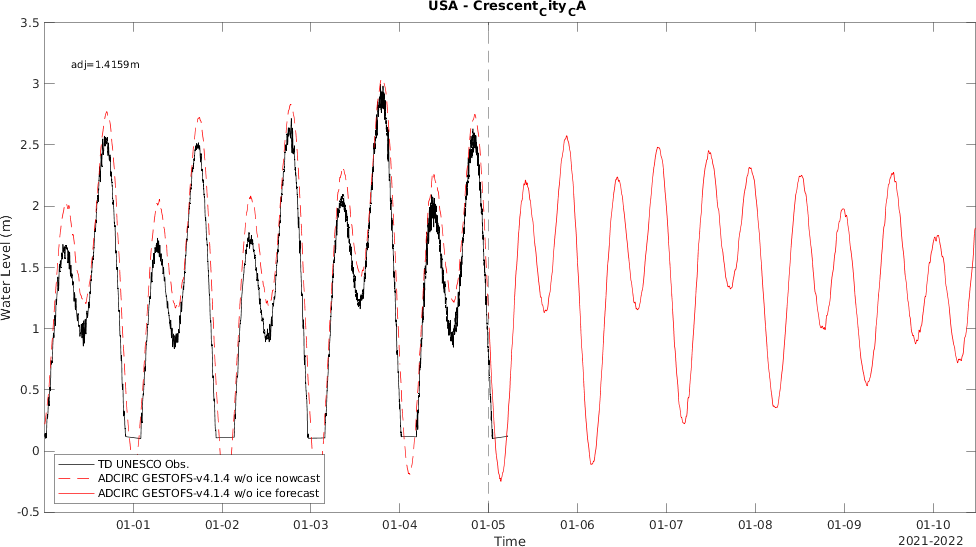 USA - CrescentCityCA
adj=1.4159m
3.5
3
2.5
2
1.5
1
0.5
0
-0.5
Water Level (m)
TD UNESCO Obs.
ADCIRC GESTOFS-v4.1.4 w/o ice nowcast
ADCIRC GESTOFS-v4.1.4 w/o ice forecast
01-01 01-02 01-03 01-04 01-05 01-06 01-07 01-08 01-09 01-10
Time
2021-2022